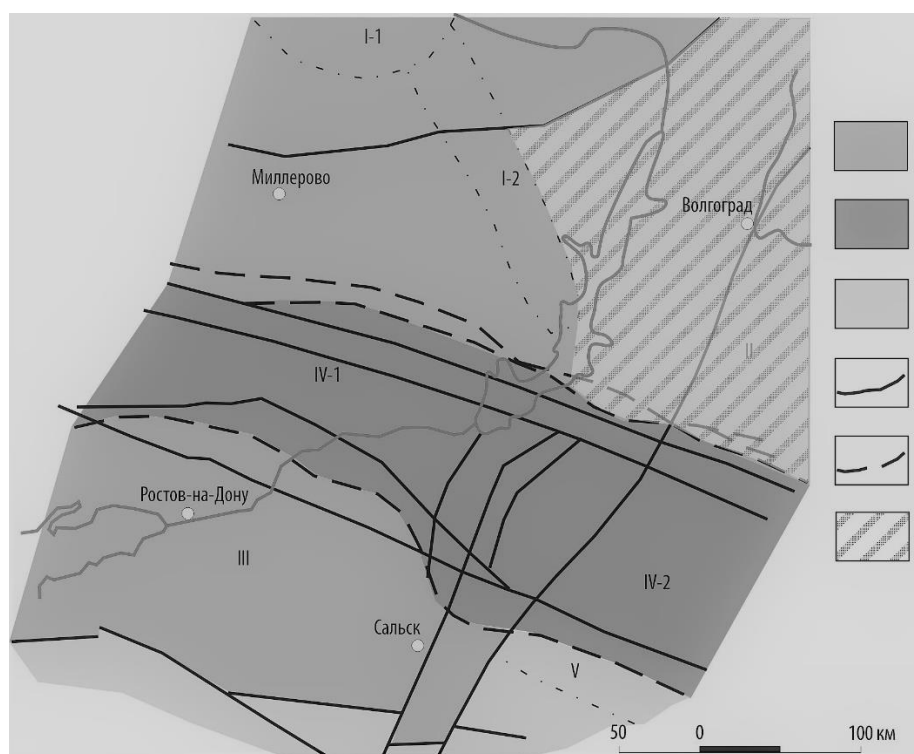 I-1
Миллерово
I-2
Волгоград
II
IV-1
Ростов-на-Дону
III
IV-2
Сальск
V
50 0 100 км